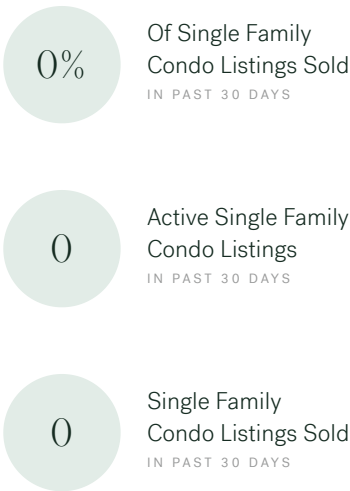 0%
Of Single Family
Condo Listings Sold
IN PAST 30 DAYS
0
Active Single Family
Condo Listings
IN PAST 30 DAYS
0
Single Family
Condo Listings Sold
IN PAST 30 DAYS